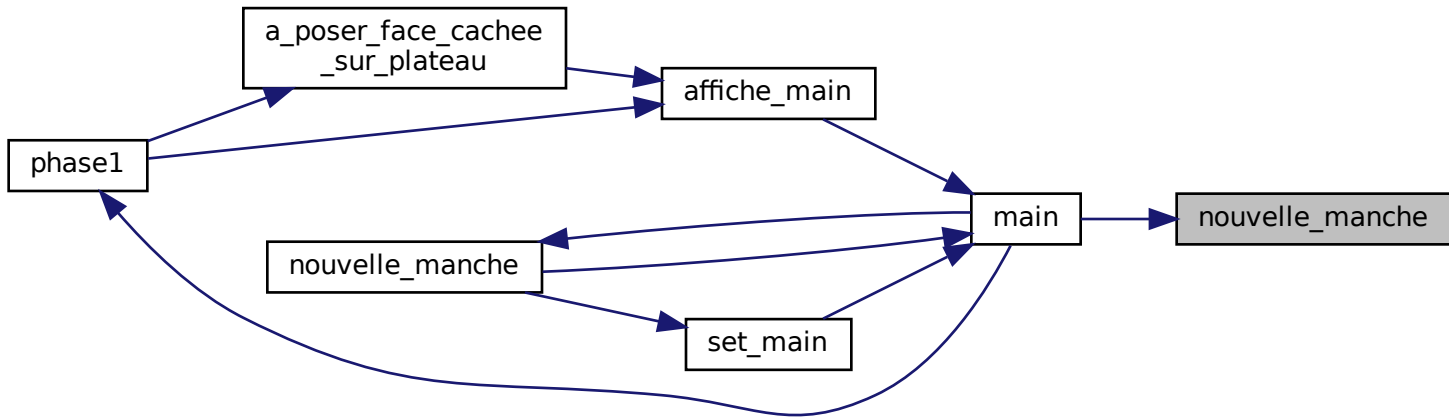 a_poser_face_cachee
_sur_plateau
affiche_main
phase1
main
nouvelle_manche
nouvelle_manche
set_main